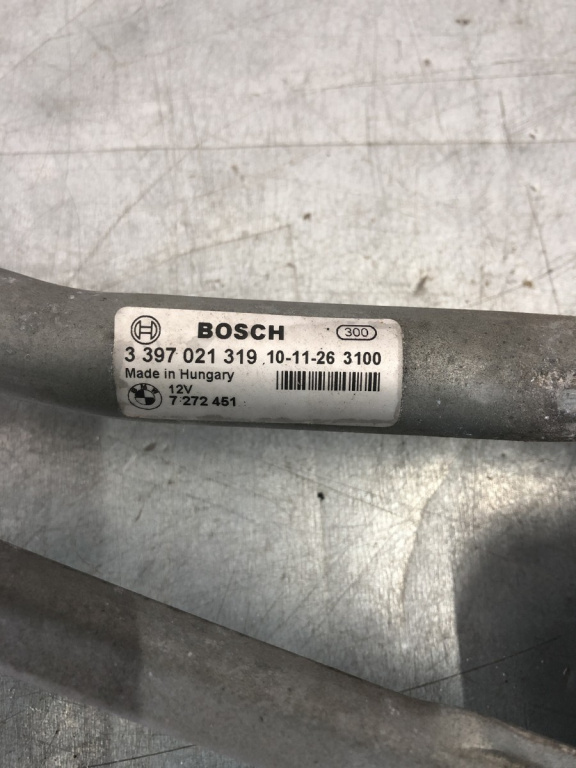 BOSCH 300
3 397 021 319 10-11-26 3100
Made in Hungary
12V
7 272 451